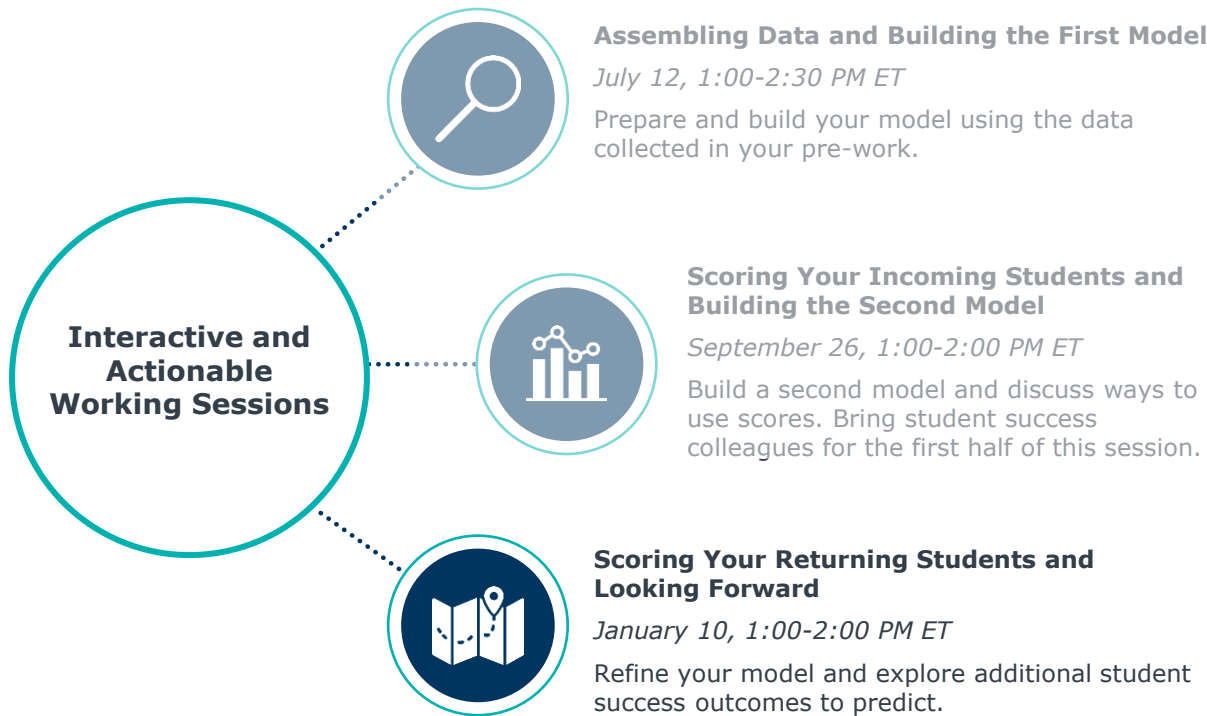 Assembling Data and Building the First Model
July 12, 1:00-2:30 PM ET
Prepare and build your model using the data
collected in your pre-work.
Interactive and
Actionable
Working Sessions
Scoring Your Incoming Students and
Building the Second Model
September 26, 1:00-2:00 PM ET
Build a second model and discuss ways to
use scores. Bring student success
colleagues for the first half of this session.
Scoring Your Returning Students and
Looking Forward
January 10, 1:00-2:00 PM ET
Refine your model and explore additional student
success outcomes to predict.